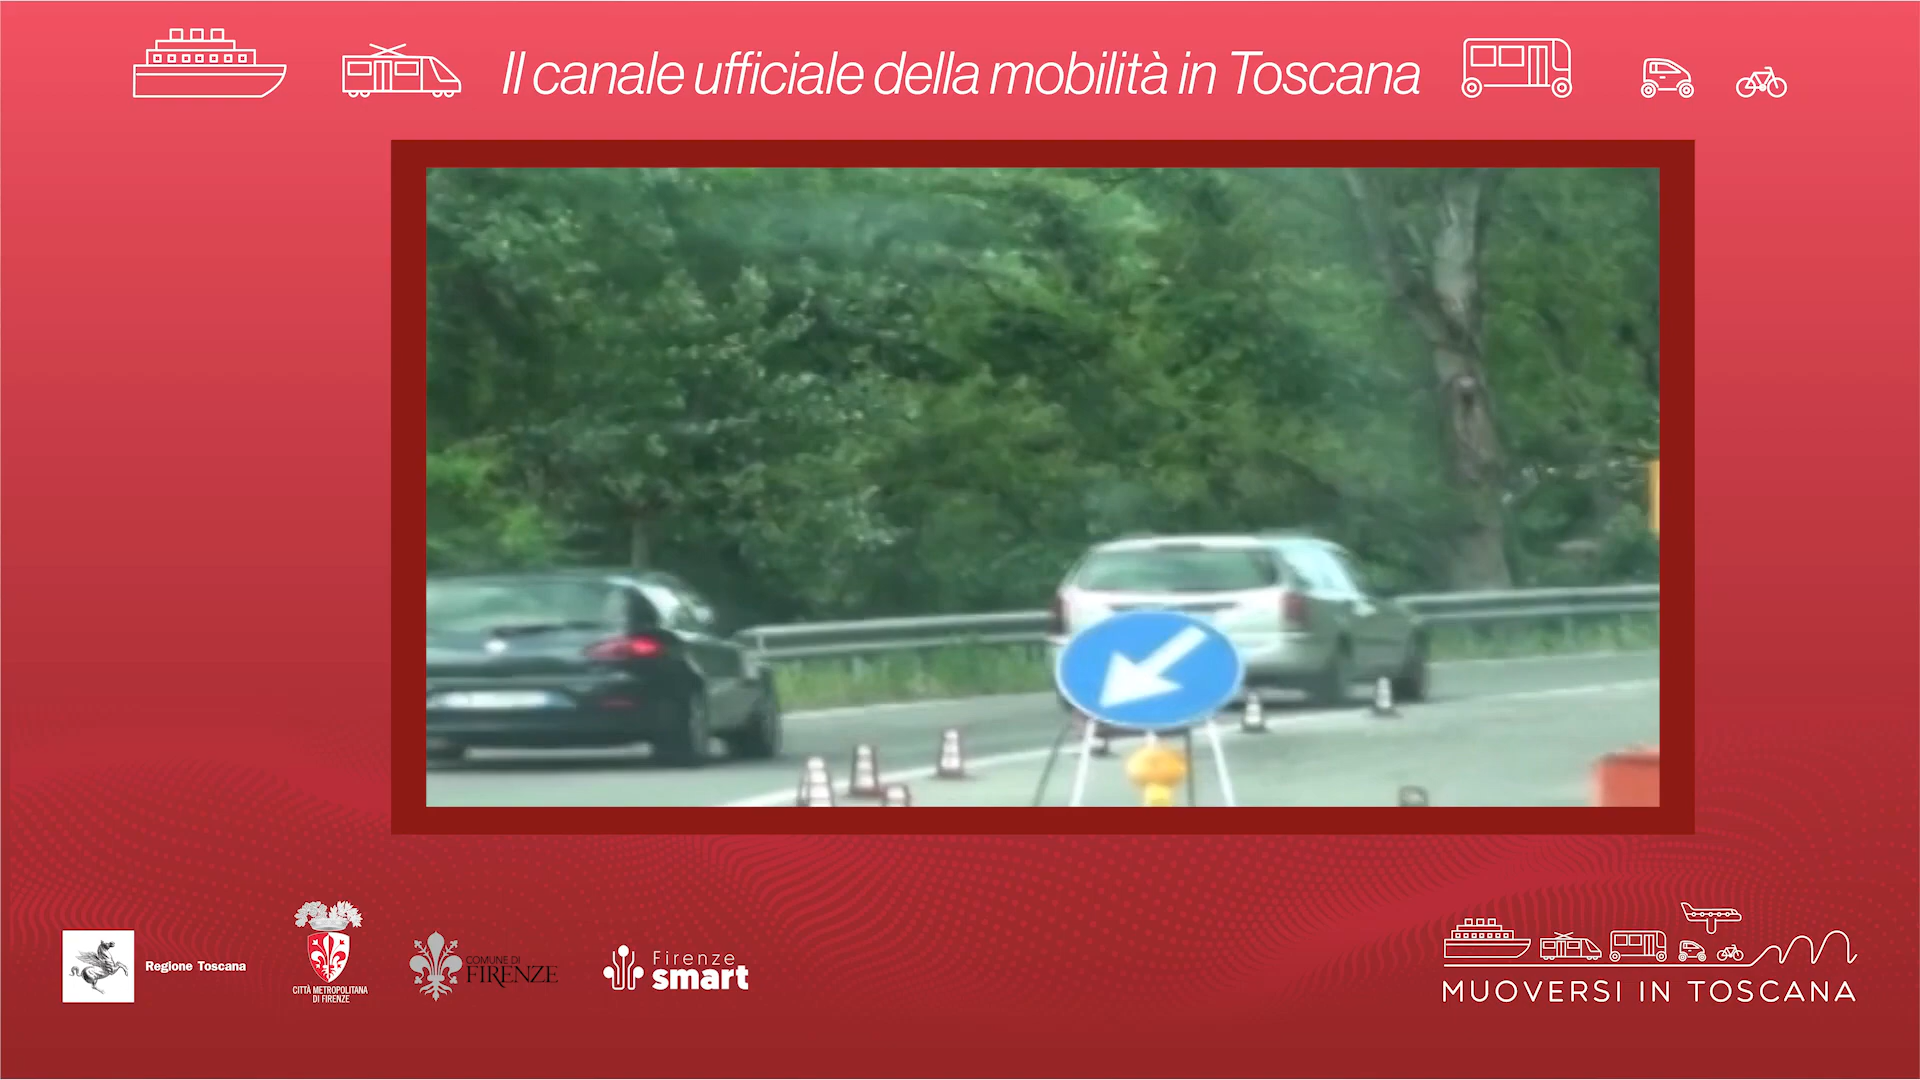 Il canale ufficiale della mobilità in Toscana
Regione Toscana
CITTÀ METROPOLITANA
DI FIRENZE
COMUNE DI
FIRENZE
Firenze
smart
MUOVERSI IN TOSCANA